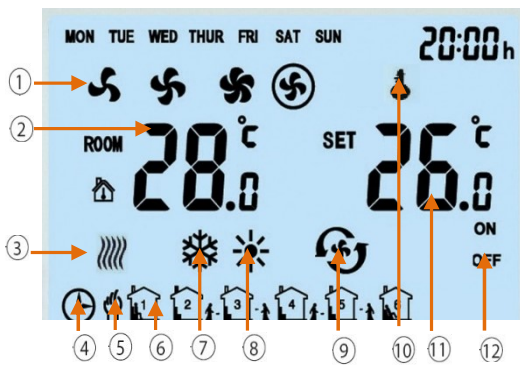 MON TUE WED THUR FRI SAT SUN
20:00h
1
2
ROOM 28.0 °C
SET 26.0 °C
3
ON
OFF
1 2 3 4 5 6
4 5 6 7 8 9 10 11 12